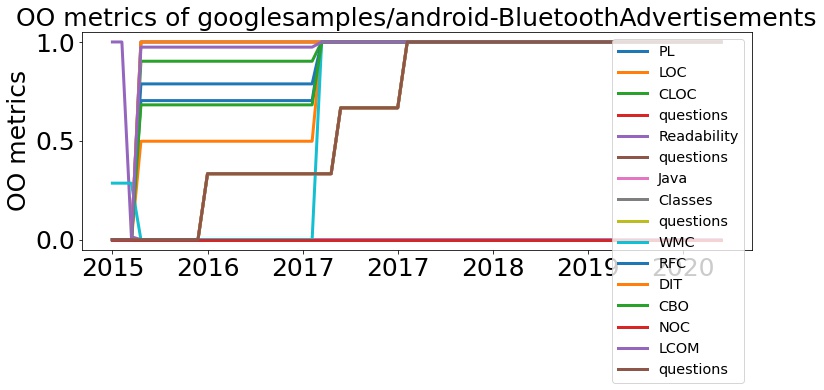 OO metrics of googlesamples/android-BluetoothAdvertisements
OO metrics
1.0
0.5
0.0
2015 2016 2017 2017 2018 2019 2020
PL
LOC
CLOC
questions
Readability
questions
Java
Classes
questions
WMC
RFC
DIT
CBO
NOC
LCOM
questions